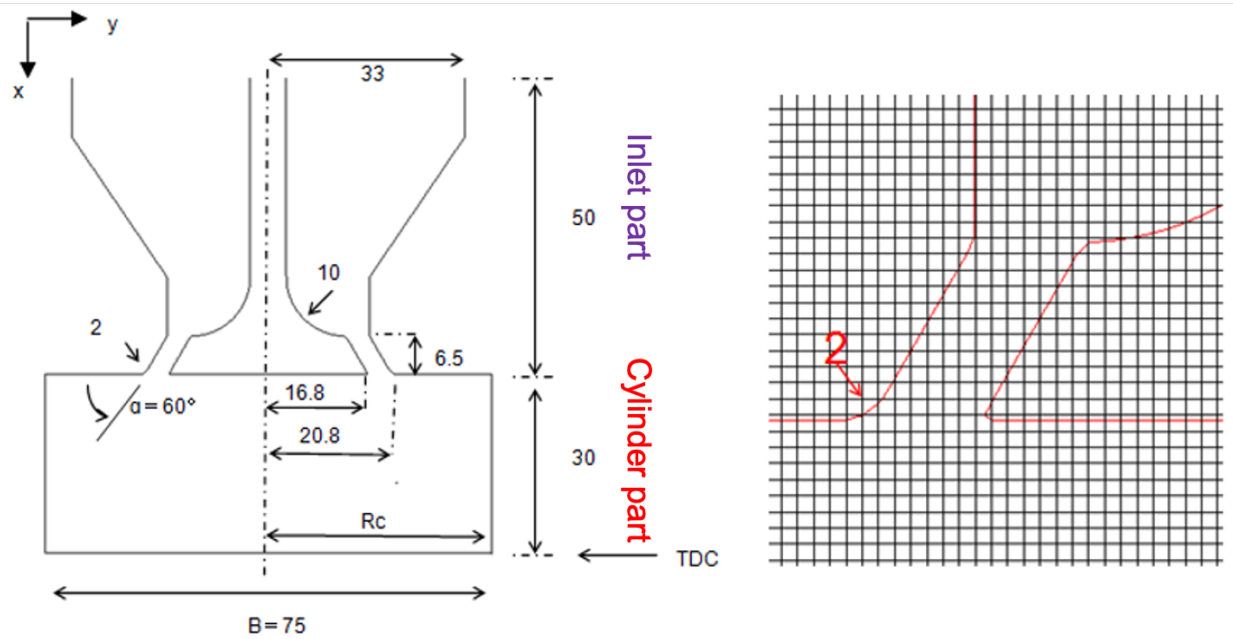 y
x
33
50
Inlet part
10
2
6.5
α=60°
16.8
20.8
30
Cylinder part
Rc
TDC
B=75
2